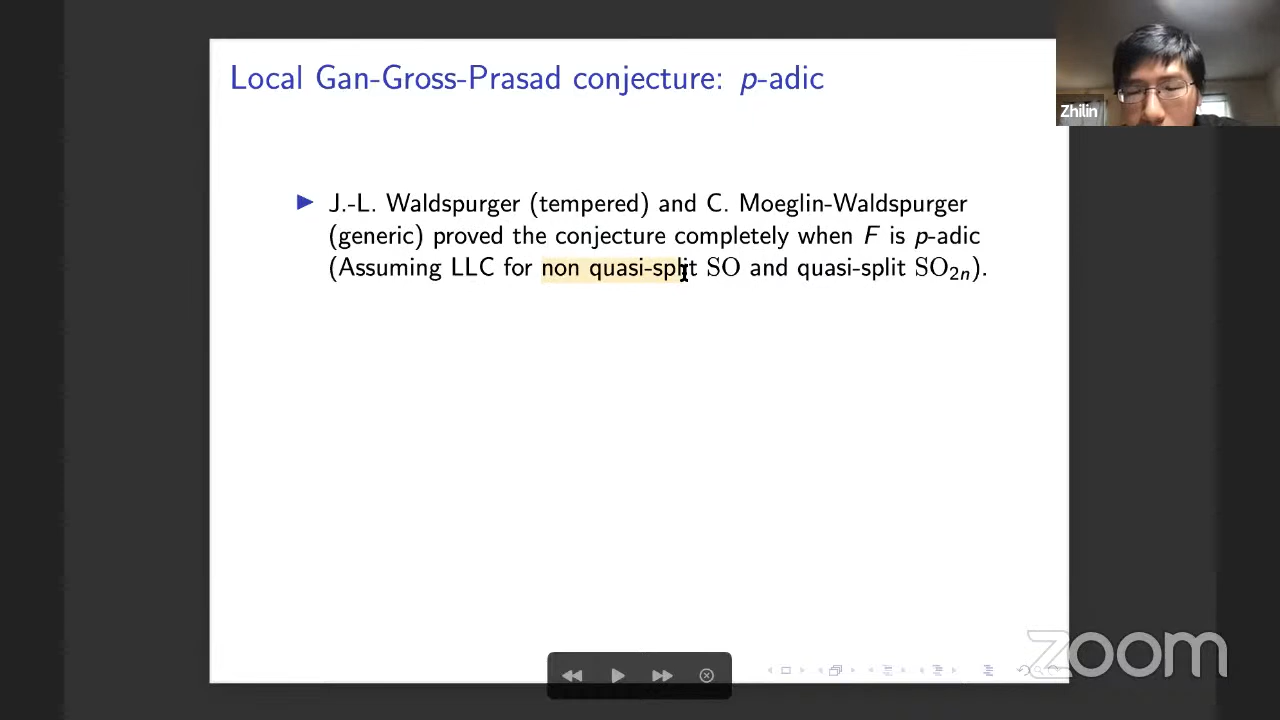 Local Gan-Gross-Prasad conjecture: p-adic
Zhilin
▶ J.-L. Waldspurger (tempered) and C. Moeglin-Waldspurger
(generic) proved the conjecture completely when F is p-adic
(Assuming LLC for non quasi-split SO and quasi-split SO₂ₙ).
zoom